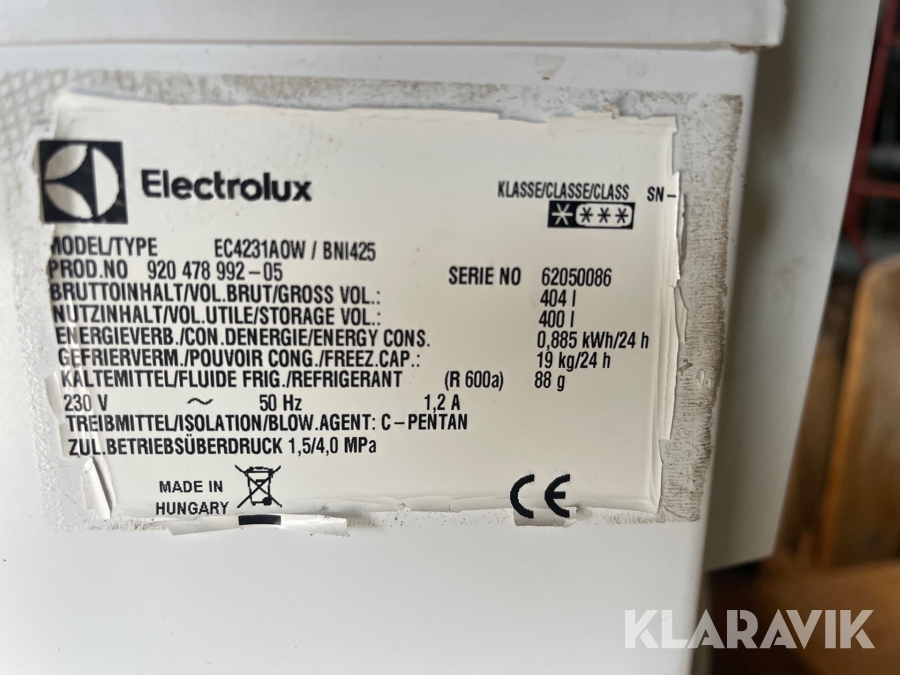 Electrolux
KLASSE/CLASSE/CLASS SN-
MODEL/TYPE EC4231AOW / BNI425
PROD.NO 920 478 992-05 SERIE NO 62050086
BRUTTOINHALT/VOL.BRUT/GROSS VOL.: 404 l
NUTZINHALT/VOL.UTILE/STORAGE VOL.: 400 l
ENERGIEVERB./CON.DENERGIE/ENERGY CONS. 0,885 kWh/24 h
GEFRIERVERM./POUVOIR CONG./FREEZ.CAP.: 19 kg/24 h
KÄLTEMITTEL/FLUIDE FRIG./REFRIGERANT (R 600a) 88 g
230 V ~ 50 Hz 1,2 A
TREIBMITTEL/ISOLATION/BLOW.AGENT: C-PENTAN
ZUL.BETRIEBSÜBERDRUCK 1,5/4,0 MPa
MADE IN
HUNGARY
CE
KLARAVIK